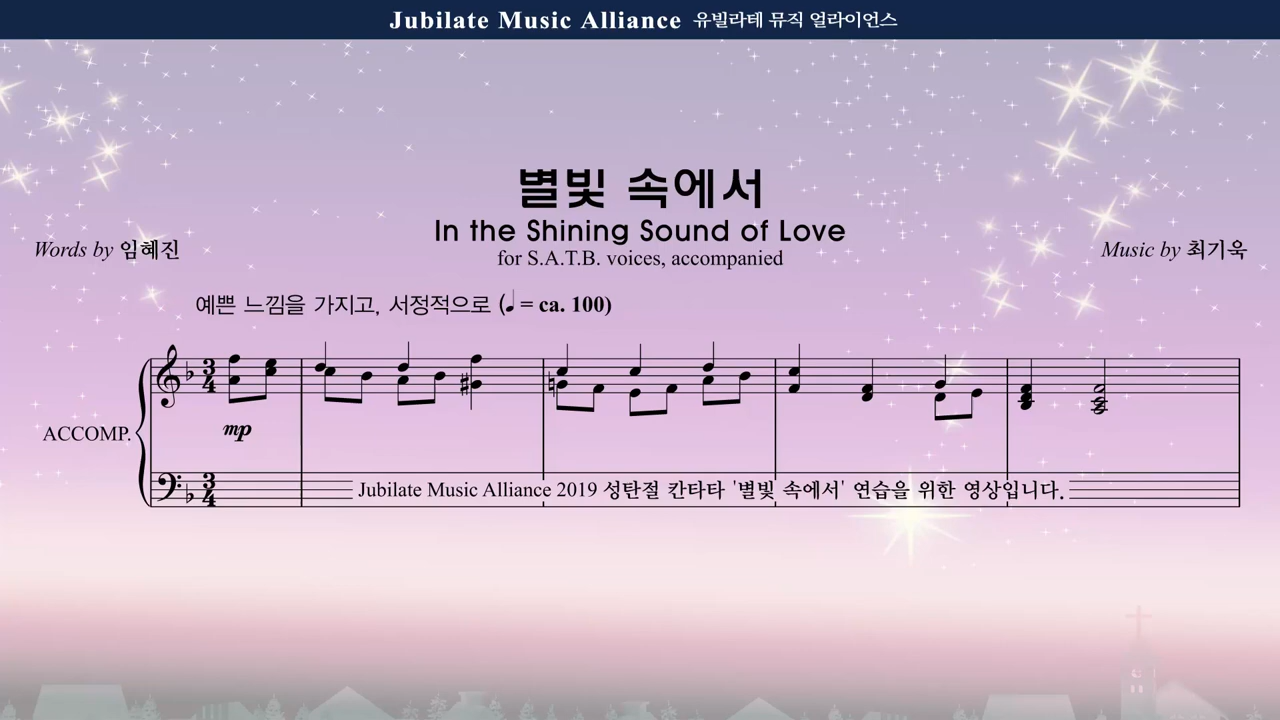 Jubilate Music Alliance 유빌라테 뮤직 얼라이언스
별빛 속에서
In the Shining Sound of Love
for S.A.T.B. voices, accompanied
Words by 임혜진
Music by 최기욱
예쁜 느낌을 가지고, 서정적으로 (♩ = ca. 100)
3 4
mp
ACCOMP.
3 4
Jubilate Music Alliance 2019 성탄절 칸타타 '별빛 속에서' 연습을 위한 영상입니다.